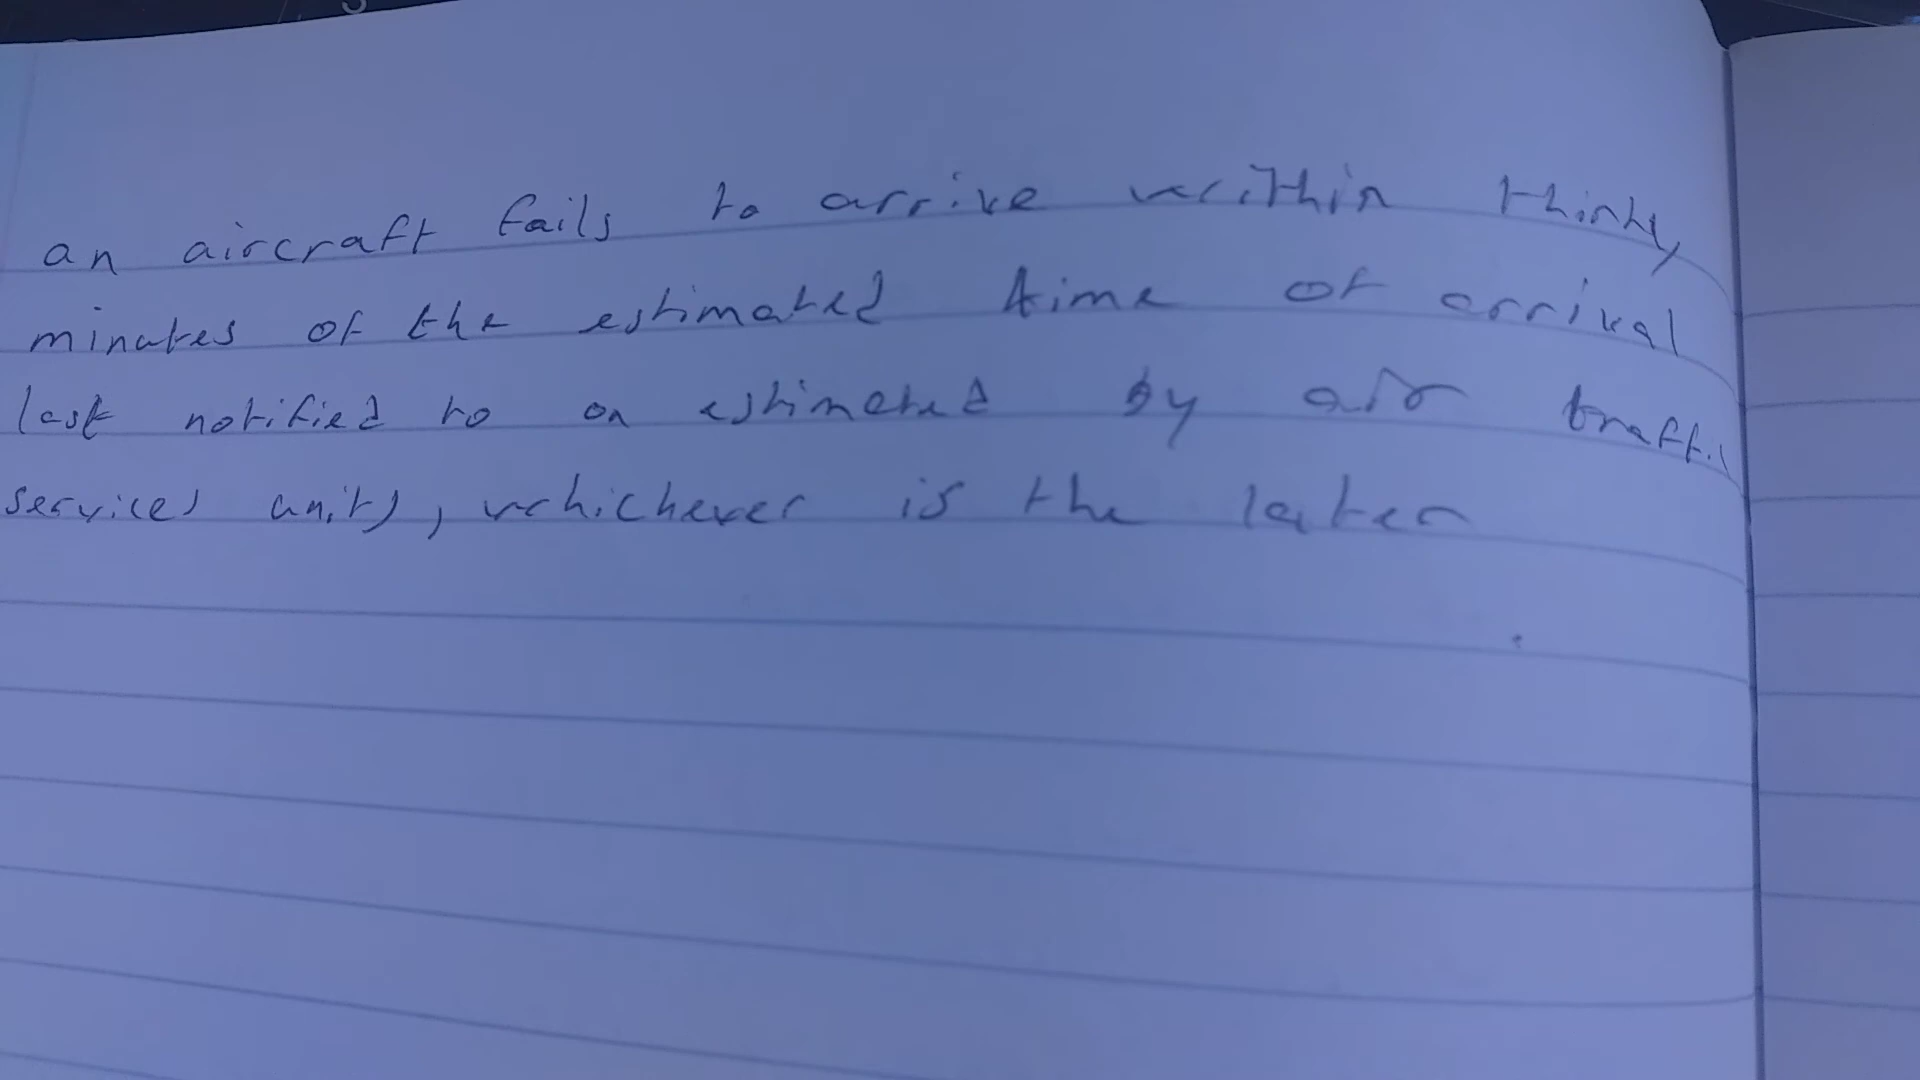 an aircraft fails to arrive within thirty
minutes of the estimated time of arrival
last notified to or estimated by air traffic
services units, whichever is the later